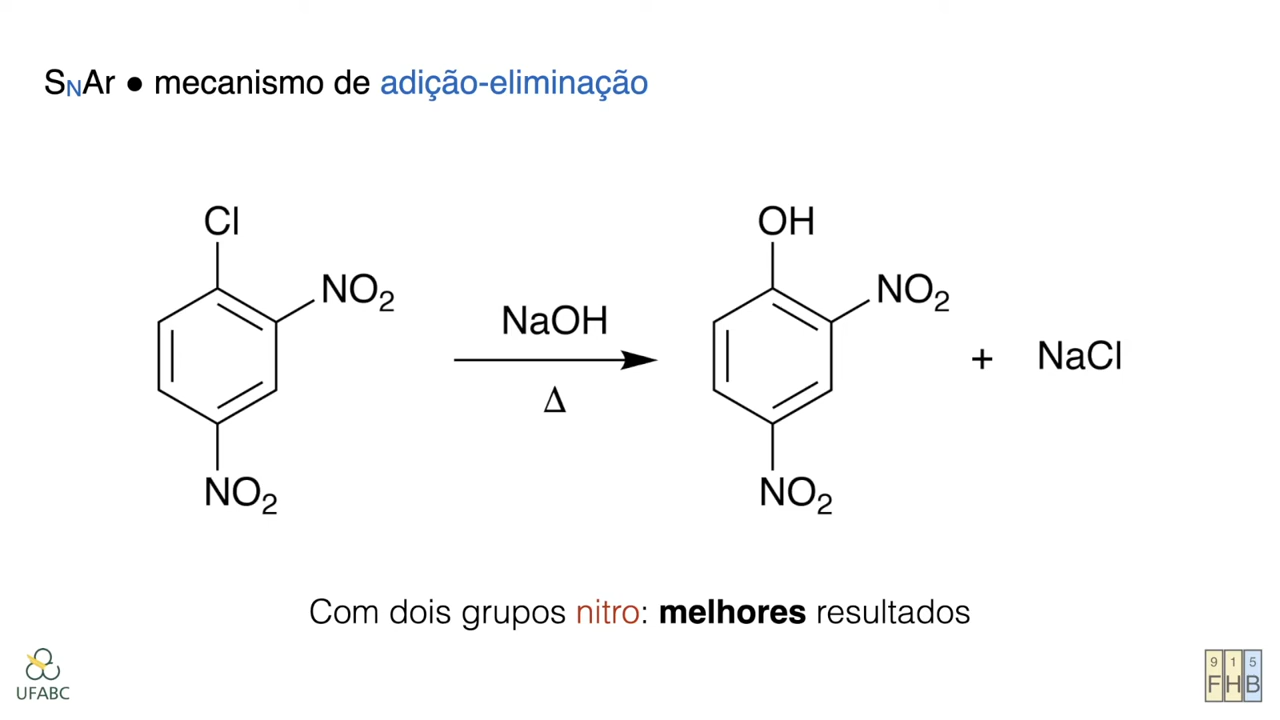 SNAr ● mecanismo de adição-eliminação
Cl
NO2
NO2
NaOH
Δ
OH
NO2
NO2
+ NaCl
Com dois grupos nitro: melhores resultados
UFABC
9 1 5
F H B